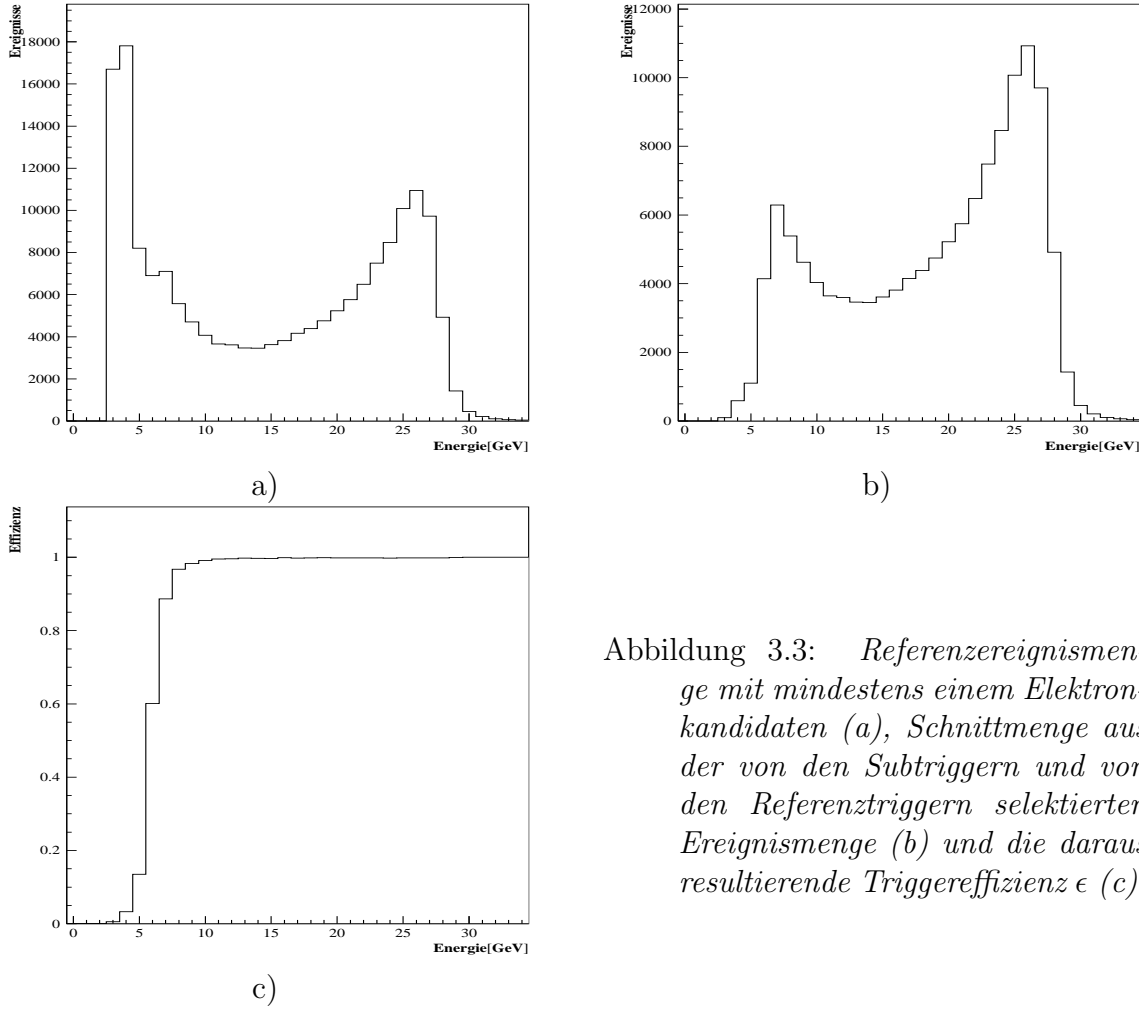 Ereignisse
18000
16000
14000
12000
10000
8000
6000
4000
2000
0
0 5 10 15 20 25 30
Energie[GeV]
a)
Ereignisse
12000
10000
8000
6000
4000
2000
0
0 5 10 15 20 25 30
Energie[GeV]
b)
Effizienz
1
0.8
0.6
0.4
0.2
0
0 5 10 15 20 25 30
Energie[GeV]
c)
Abbildung 3.3: Referenzereignismen-
ge mit mindestens einem Elektron-
kandidaten (a), Schnittmenge aus
der von den Subtriggern und von
den Referenztriggern selektierten
Ereignismenge (b) und die daraus
resultierende Triggereffizienz ϵ (c)